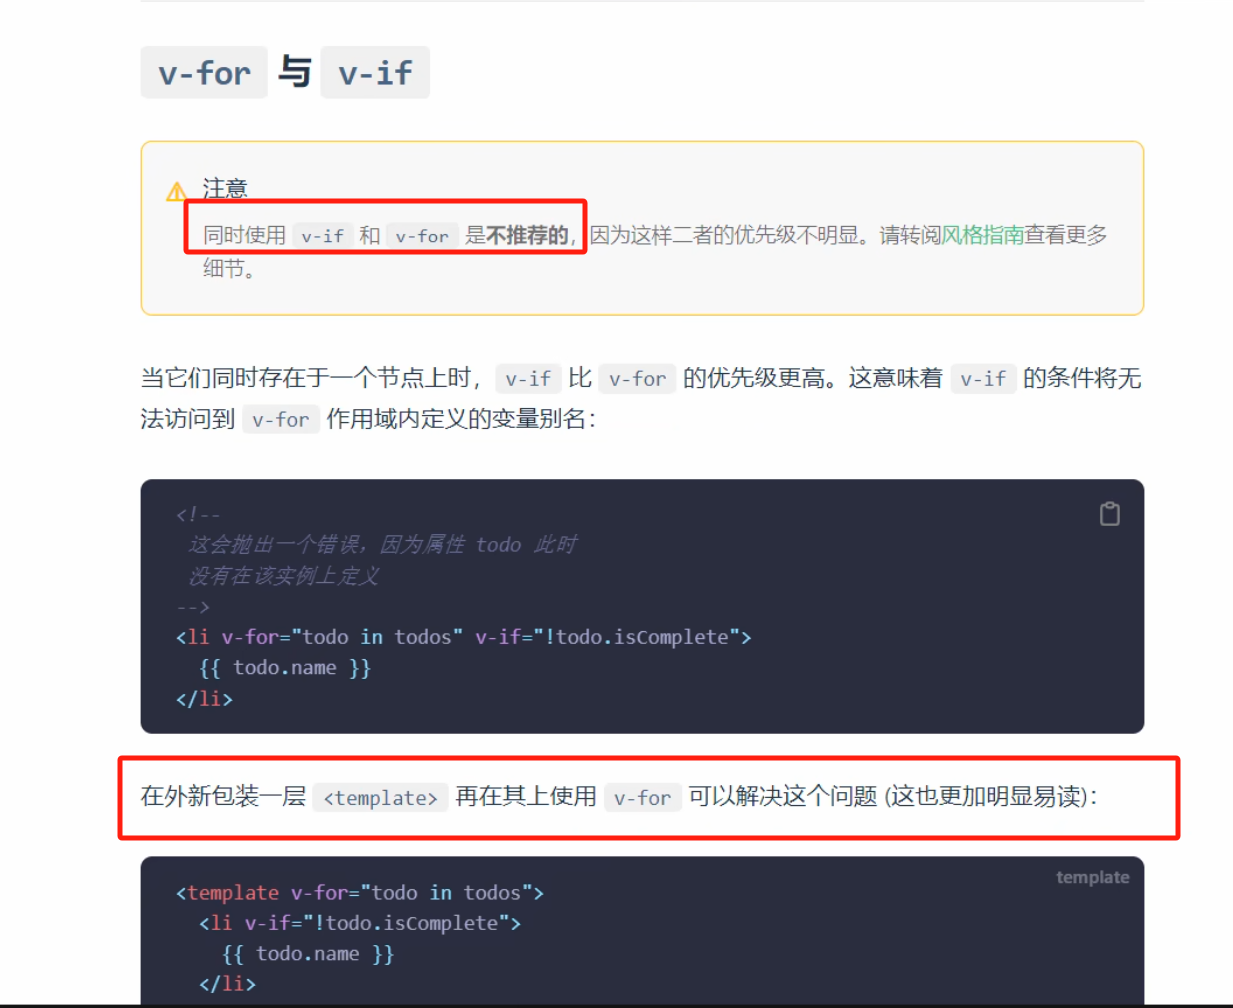 v-for 与 v-if
注意
同时使用 v-if 和 v-for 是不推荐的，因为这样二者的优先级不明显。请转阅风格指南查看更多
细节。
当它们同时存在于一个节点上时，v-if 比 v-for 的优先级更高。这意味着 v-if 的条件将无
法访问到 v-for 作用域内定义的变量别名：
<!--
这会抛出一个错误，因为属性 todo 此时
没有在该实例上定义
-->
<li v-for="todo in todos" v-if="!todo.isComplete">
{{ todo.name }}
</li>
在外新包装一层 <template> 再在其上使用 v-for 可以解决这个问题 (这也更加明显易读)：
template
<template v-for="todo in todos">
<li v-if="!todo.isComplete">
{{ todo.name }}
</li>